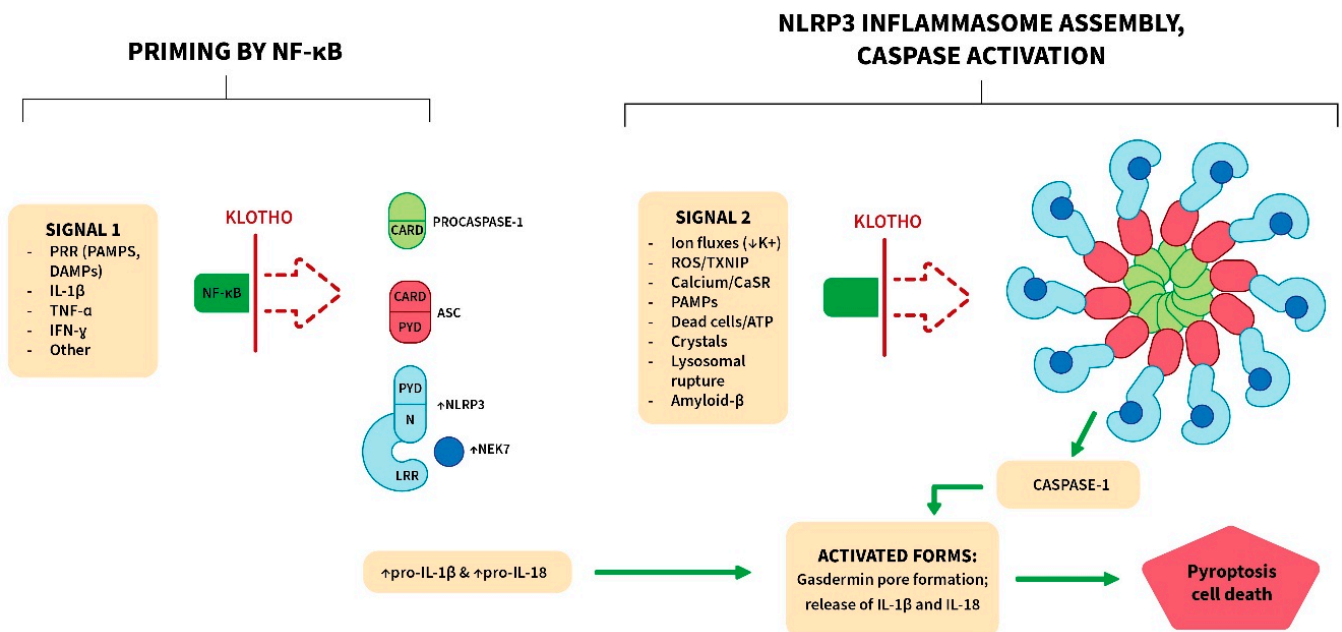 PRIMING BY NF-κB
NLRP3 INFLAMMASOME ASSEMBLY,
CASPASE ACTIVATION
SIGNAL 1
- PRR (PAMPS,
DAMPs)
- IL-1β
- TNF-α
- IFN-ɣ
- Other
KLOTHO
NF-κB
CARD
PROCASPASE-1
CARD
PYD
ASC
PYD
N
LRR
↑NLRP3
↑NEK7
SIGNAL 2
- Ion fluxes (↓K+)
- ROS/TXNIP
- Calcium/CaSR
- PAMPs
- Dead cells/ATP
- Crystals
- Lysosomal
rupture
- Amyloid-β
KLOTHO
CASPASE-1
↑pro-IL-1β & ↑pro-IL-18
ACTIVATED FORMS:
Gasdermin pore formation;
release of IL-1β and IL-18
Pyroptosis
cell death